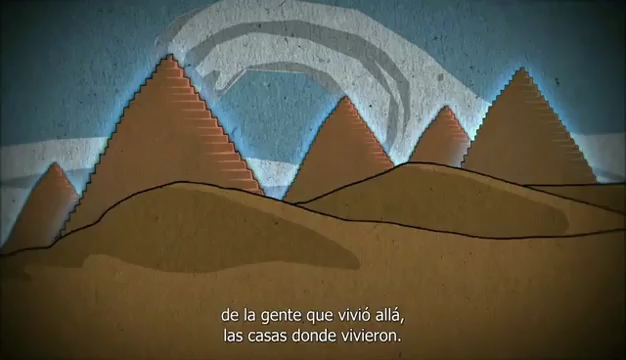 de la gente que vivió allá,
las casas donde vivieron.